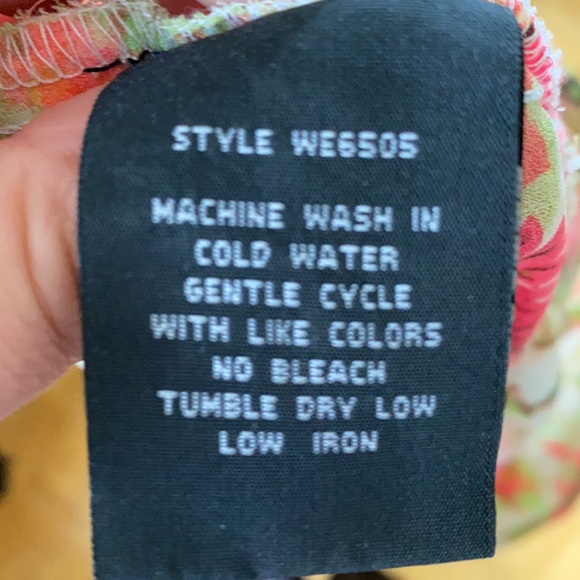 STYLE WE6505
MACHINE WASH IN
COLD WATER
GENTLE CYCLE
WITH LIKE COLORS
NO BLEACH
TUMBLE DRY LOW
LOW IRON